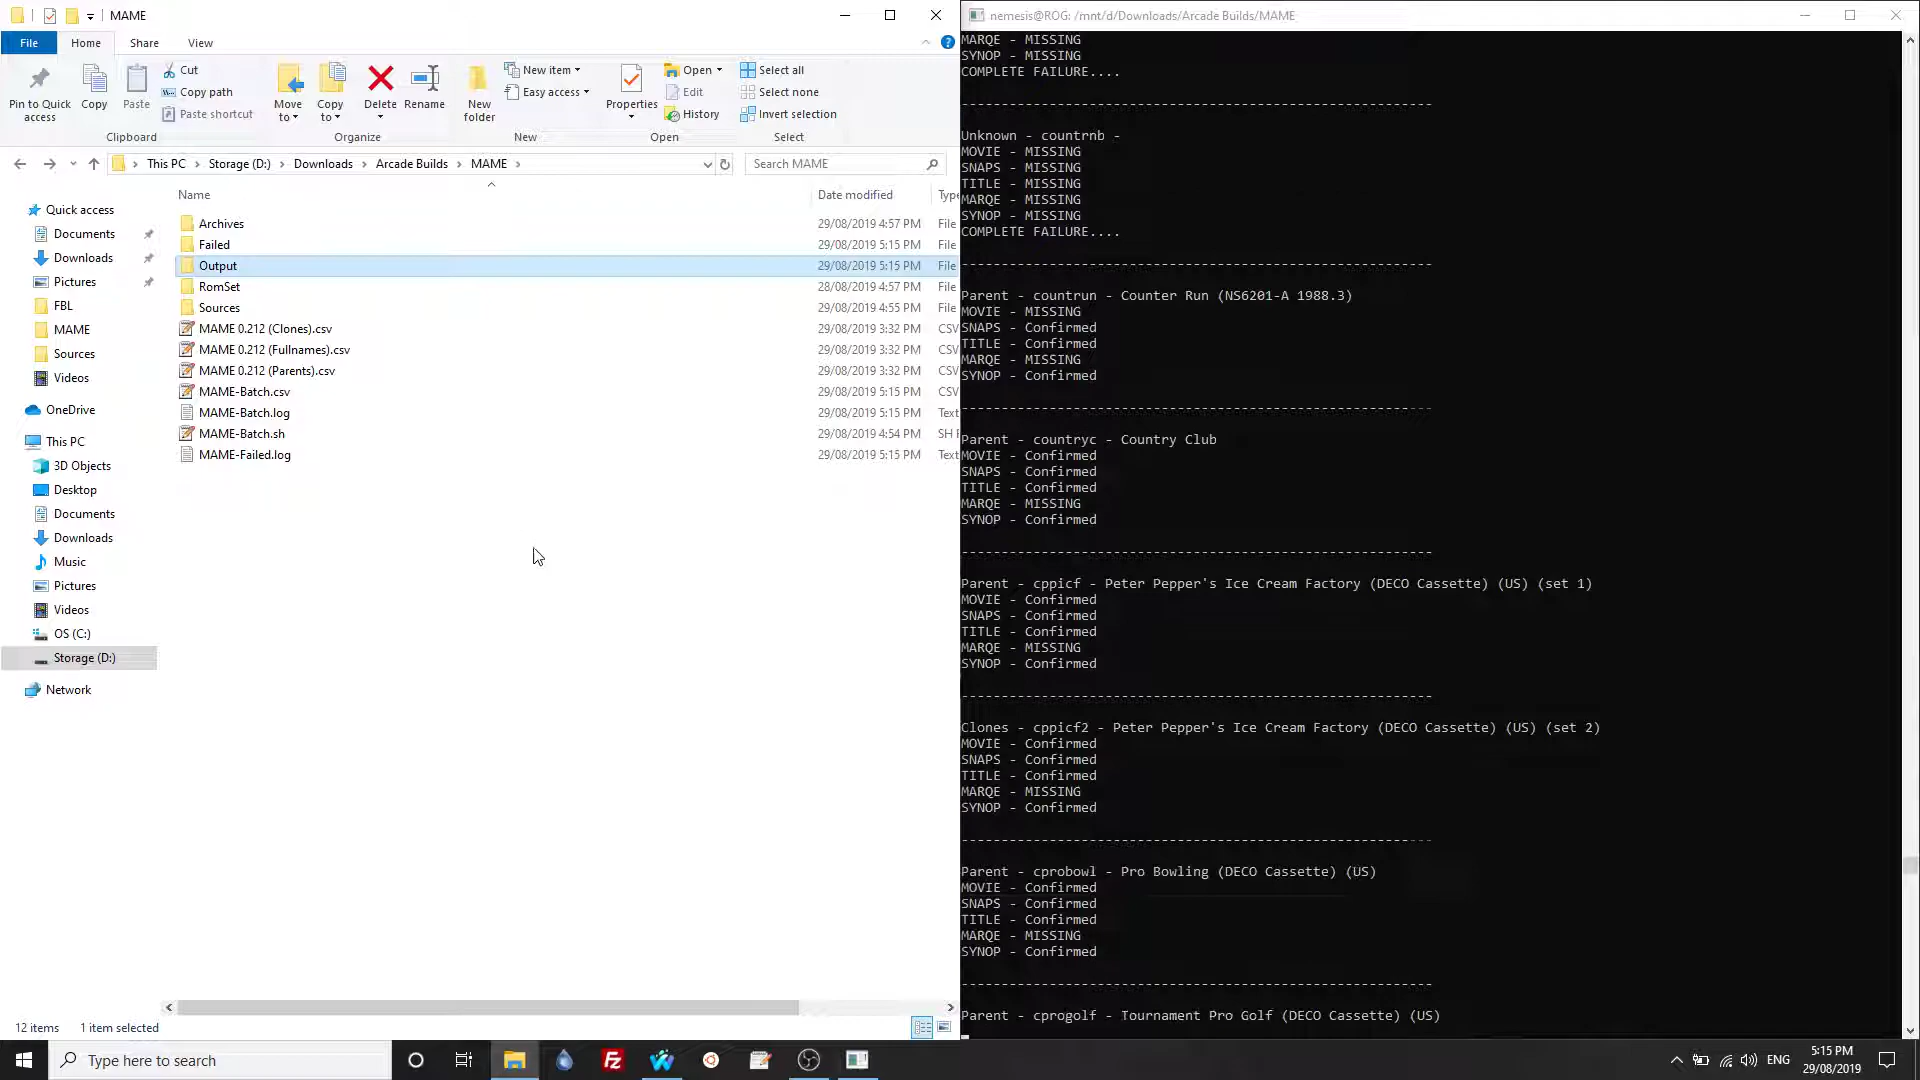 MAME
File
Home
Share
View
Pin to Quick access
Copy
Paste
Cut
Copy path
Paste shortcut
Clipboard
Move to
Copy to
Delete
Rename
Organize
New folder
New item
Easy access
New
Properties
Open
Edit
History
Open
Select all
Select none
Invert selection
Select
This PC
Storage (D:)
Downloads
Arcade Builds
MAME
Search MAME
Quick access
Documents
Downloads
Pictures
FBL
MAME
Sources
Videos
OneDrive
This PC
3D Objects
Desktop
Documents
Downloads
Music
Pictures
Videos
OS (C:)
Storage (D:)
Network
Name Date modified Type
Archives 29/08/2019 4:57 PM File
Failed 29/08/2019 5:15 PM File
Output 29/08/2019 5:15 PM File
RomSet 28/08/2019 4:57 PM File
Sources 29/08/2019 4:55 PM File
MAME 0.212 (Clones).csv 29/08/2019 3:32 PM CSV
MAME 0.212 (Fullnames).csv 29/08/2019 3:32 PM CSV
MAME 0.212 (Parents).csv 29/08/2019 3:32 PM CSV
MAME-Batch.csv 29/08/2019 5:15 PM CSV
MAME-Batch.log 29/08/2019 5:15 PM Text
MAME-Batch.sh 29/08/2019 4:54 PM SH F
MAME-Failed.log 29/08/2019 5:15 PM Text
12 items 1 item selected
nemesis@ROG: /mnt/d/Downloads/Arcade Builds/MAME
MARQE - MISSING
SYNOP - MISSING
COMPLETE FAILURE....
-----------------------------------------------------------
Unknown - countrnb -
MOVIE - MISSING
SNAPS - MISSING
TITLE - MISSING
MARQE - MISSING
SYNOP - MISSING
COMPLETE FAILURE....
-----------------------------------------------------------
Parent - countrun - Counter Run (NS6201-A 1988.3)
MOVIE - MISSING
SNAPS - Confirmed
TITLE - Confirmed
MARQE - MISSING
SYNOP - Confirmed
-----------------------------------------------------------
Parent - countryc - Country Club
MOVIE - Confirmed
SNAPS - Confirmed
TITLE - Confirmed
MARQE - MISSING
SYNOP - Confirmed
-----------------------------------------------------------
Parent - cppicf - Peter Pepper's Ice Cream Factory (DECO Cassette) (US) (set 1)
MOVIE - Confirmed
SNAPS - Confirmed
TITLE - Confirmed
MARQE - MISSING
SYNOP - Confirmed
-----------------------------------------------------------
Clones - cppicf2 - Peter Pepper's Ice Cream Factory (DECO Cassette) (US) (set 2)
MOVIE - Confirmed
SNAPS - Confirmed
TITLE - Confirmed
MARQE - MISSING
SYNOP - Confirmed
-----------------------------------------------------------
Parent - cprobowl - Pro Bowling (DECO Cassette) (US)
MOVIE - Confirmed
SNAPS - Confirmed
TITLE - Confirmed
MARQE - MISSING
SYNOP - Confirmed
-----------------------------------------------------------
Parent - cprogolf - Tournament Pro Golf (DECO Cassette) (US)
Type here to search
ENG
5:15 PM
29/08/2019